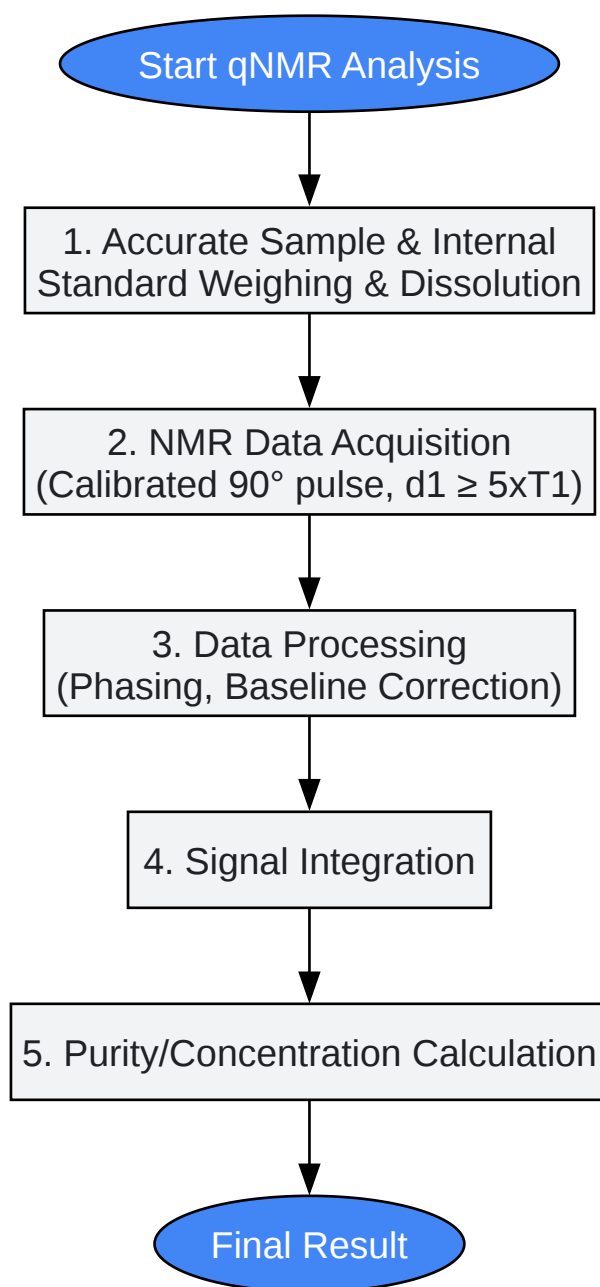 Start qNMR Analysis
1. Accurate Sample & Internal
Standard Weighing & Dissolution
2. NMR Data Acquisition
(Calibrated 90° pulse, d1 ≥ 5xT1)
3. Data Processing
(Phasing, Baseline Correction)
4. Signal Integration
5. Purity/Concentration Calculation
Final Result